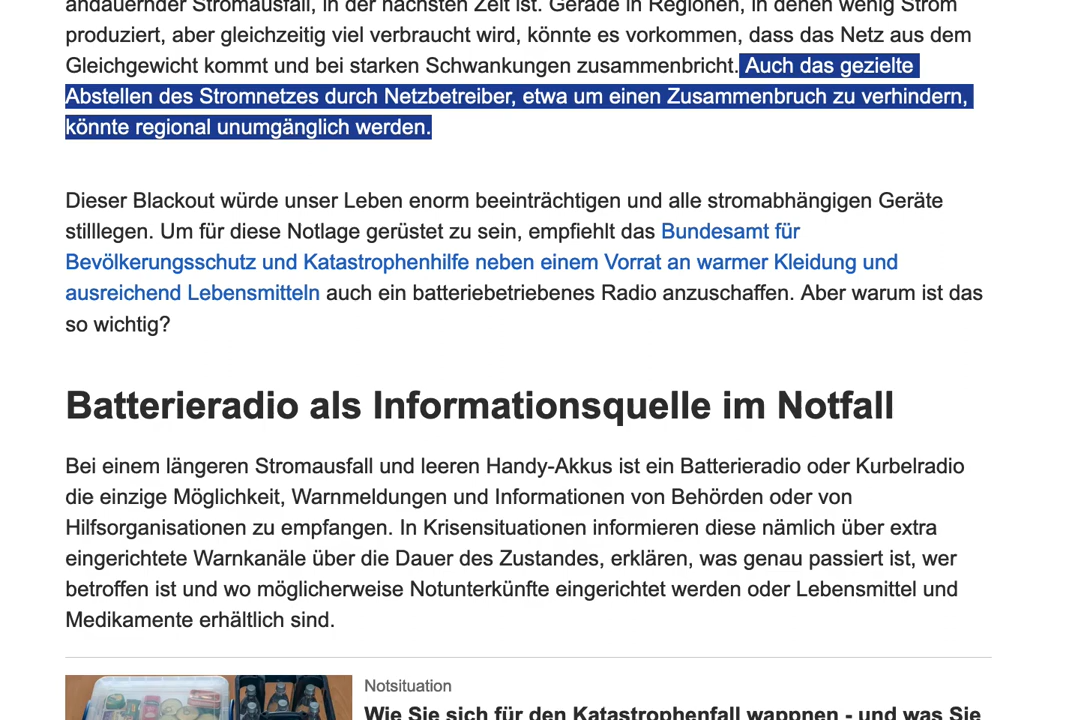 andauernder Stromausfall, in der nächsten Zeit ist. Gerade in Regionen, in denen wenig Strom
produziert, aber gleichzeitig viel verbraucht wird, könnte es vorkommen, dass das Netz aus dem
Gleichgewicht kommt und bei starken Schwankungen zusammenbricht. Auch das gezielte
Abstellen des Stromnetzes durch Netzbetreiber, etwa um einen Zusammenbruch zu verhindern,
könnte regional unumgänglich werden.
Dieser Blackout würde unser Leben enorm beeinträchtigen und alle stromabhängigen Geräte
stilllegen. Um für diese Notlage gerüstet zu sein, empfiehlt das Bundesamt für
Bevölkerungsschutz und Katastrophenhilfe neben einem Vorrat an warmer Kleidung und
ausreichend Lebensmitteln auch ein batteriebetriebenes Radio anzuschaffen. Aber warum ist das
so wichtig?
Batterieradio als Informationsquelle im Notfall
Bei einem längeren Stromausfall und leeren Handy-Akkus ist ein Batterieradio oder Kurbelradio
die einzige Möglichkeit, Warnmeldungen und Informationen von Behörden oder von
Hilfsorganisationen zu empfangen. In Krisensituationen informieren diese nämlich über extra
eingerichtete Warnkanäle über die Dauer des Zustandes, erklären, was genau passiert ist, wer
betroffen ist und wo möglicherweise Notunterkünfte eingerichtet werden oder Lebensmittel und
Medikamente erhältlich sind.
Notsituation
Wie Sie sich für den Katastrophenfall wappnen - und was Sie